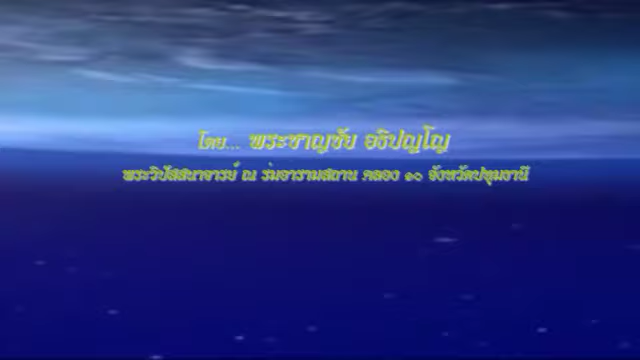 โดย... พระชาญชัย อธิปญฺโญ
พระวิปัสสนาจารย์ ณ ร่มอารามสถาน คลอง ๑๐ จังหวัดปทุมธานี